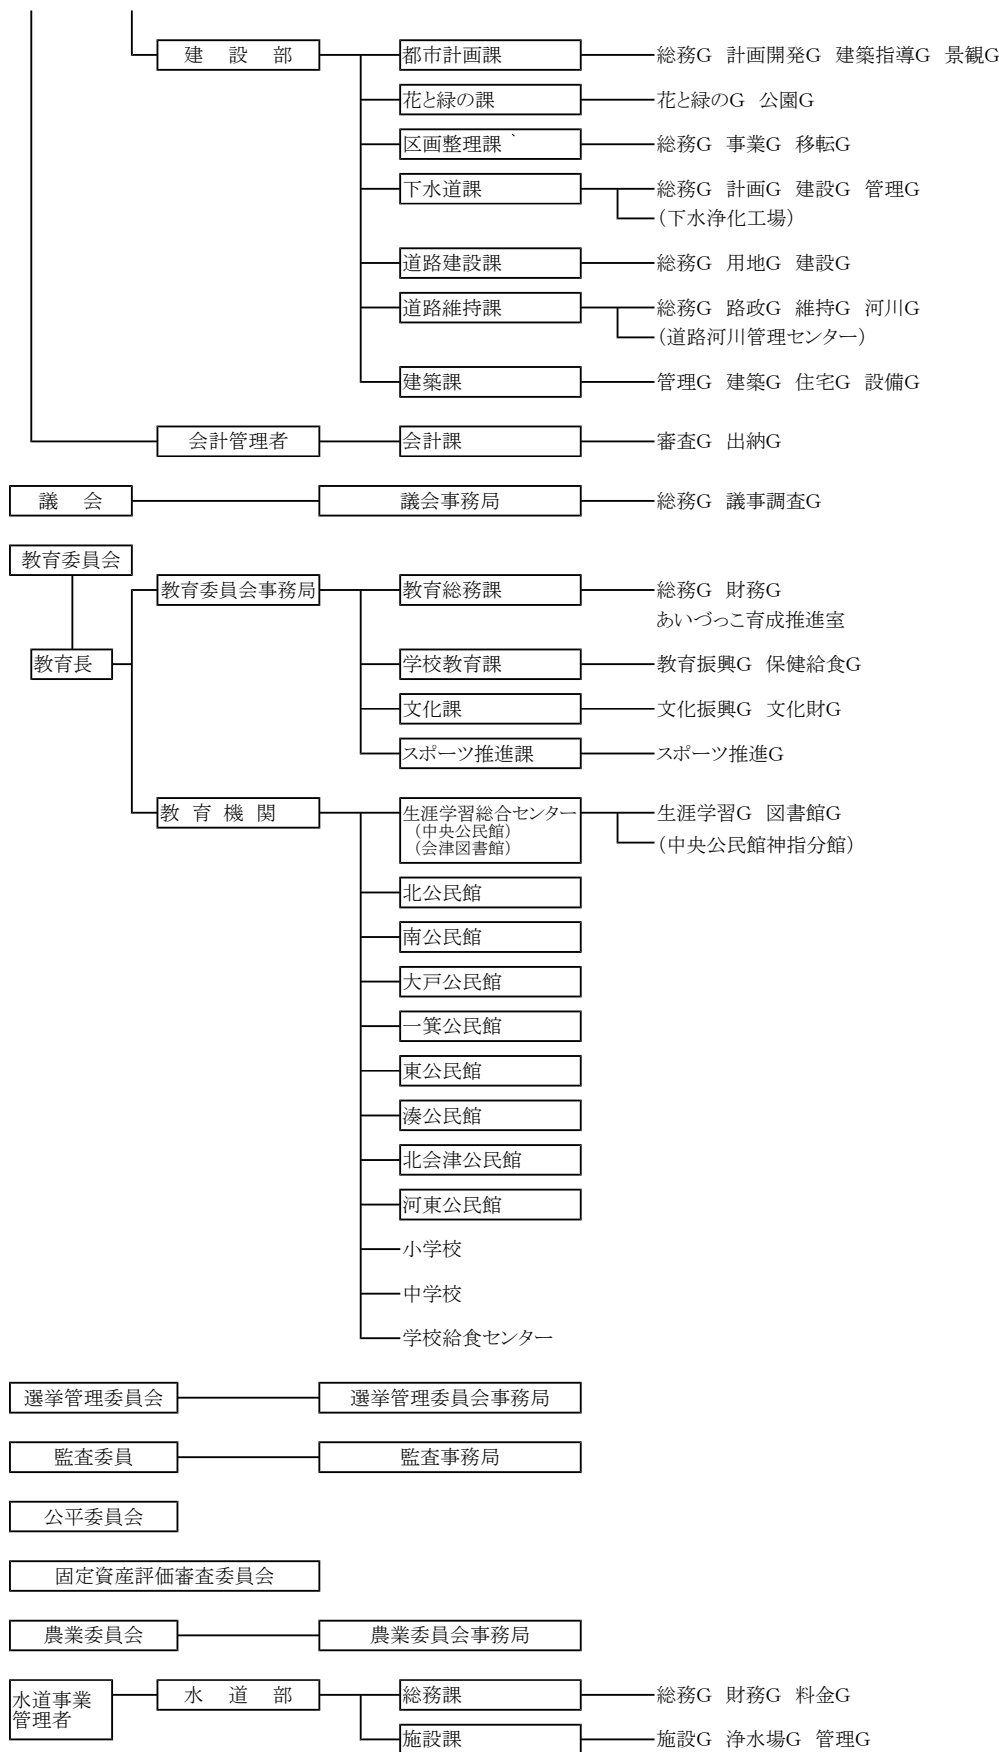 建設部 都市計画課 総務G 計画開発G 建築指導G 景観G
花と緑の課 花と緑のG 公園G
区画整理課｀ 総務G 事業G 移転G
下水道課 総務G 計画G 建設G 管理G
（下水浄化工場）
道路建設課 総務G 用地G 建設G
道路維持課 総務G 路政G 維持G 河川G
（道路河川管理センター）
建築課 管理G 建築G 住宅G 設備G
会計管理者 会計課 審査G 出納G
議会 議会事務局 総務G 議事調査G
教育委員会
教育委員会事務局 教育総務課 総務G 財務G
あいづっこ育成推進室
教育長 学校教育課 教育振興G 保健給食G
文化課 文化振興G 文化財G
スポーツ推進課 スポーツ推進G
教育機関 生涯学習総合センター 生涯学習G 図書館G
（中央公民館）
（会津図書館） （中央公民館神指分館）
北公民館
南公民館
大戸公民館
一箕公民館
東公民館
湊公民館
北会津公民館
河東公民館
小学校
中学校
学校給食センター
選挙管理委員会 選挙管理委員会事務局
監査委員 監査事務局
公平委員会
固定資産評価審査委員会
農業委員会 農業委員会事務局
水道事業
管理者 水道部 総務課 総務G 財務G 料金G
施設課 施設G 浄水場G 管理G